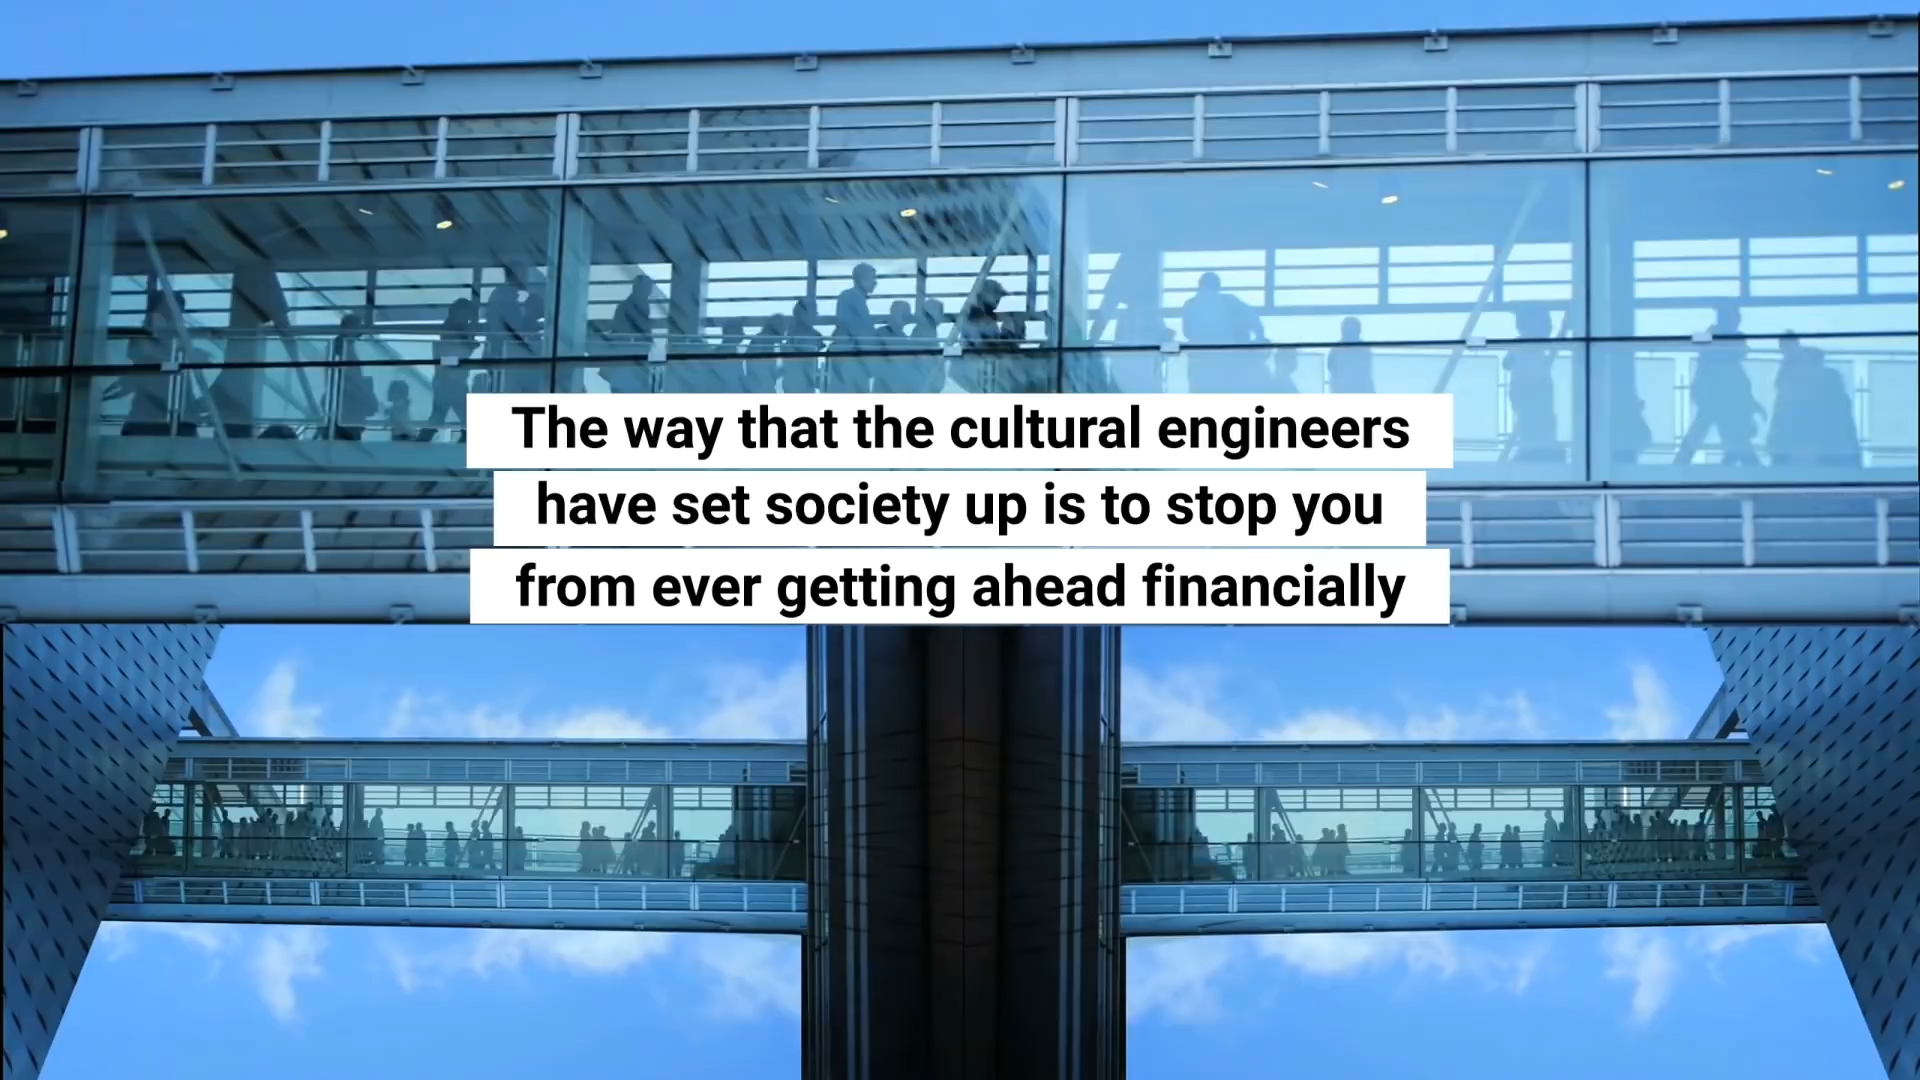 The way that the cultural engineers
have set society up is to stop you
from ever getting ahead financially